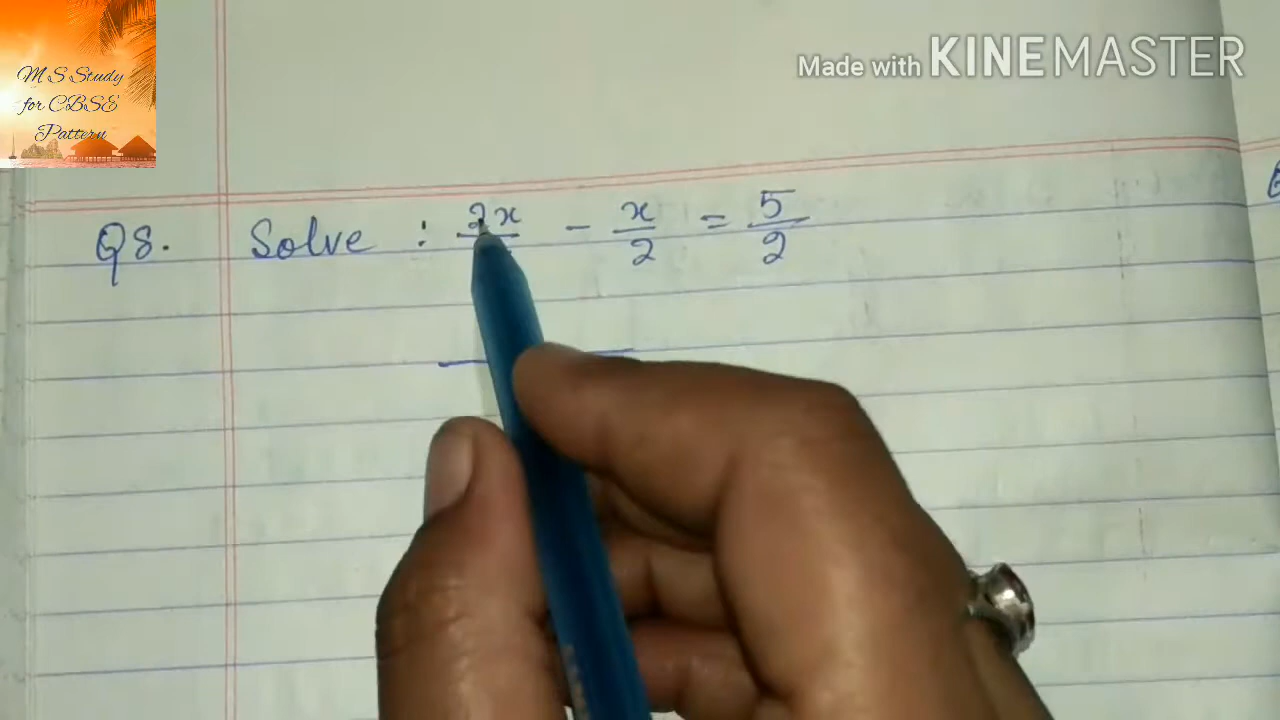 M S Study
for CBSE
Pattern
Made with KINEMASTER
Q8. Solve : 2x - x/2 = 5/2